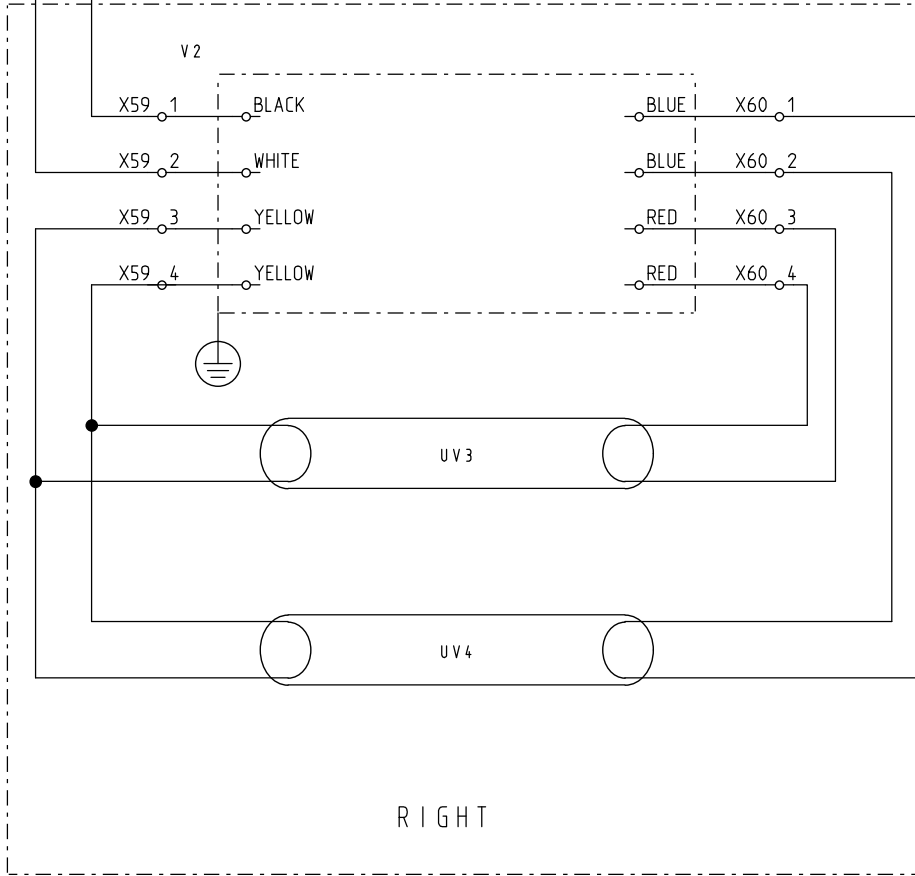 V2
X59 1 BLACK BLUE X60 1
X59 2 WHITE BLUE X60 2
X59 3 YELLOW RED X60 3
X59 4 YELLOW RED X60 4
UV3
UV4
RIGHT